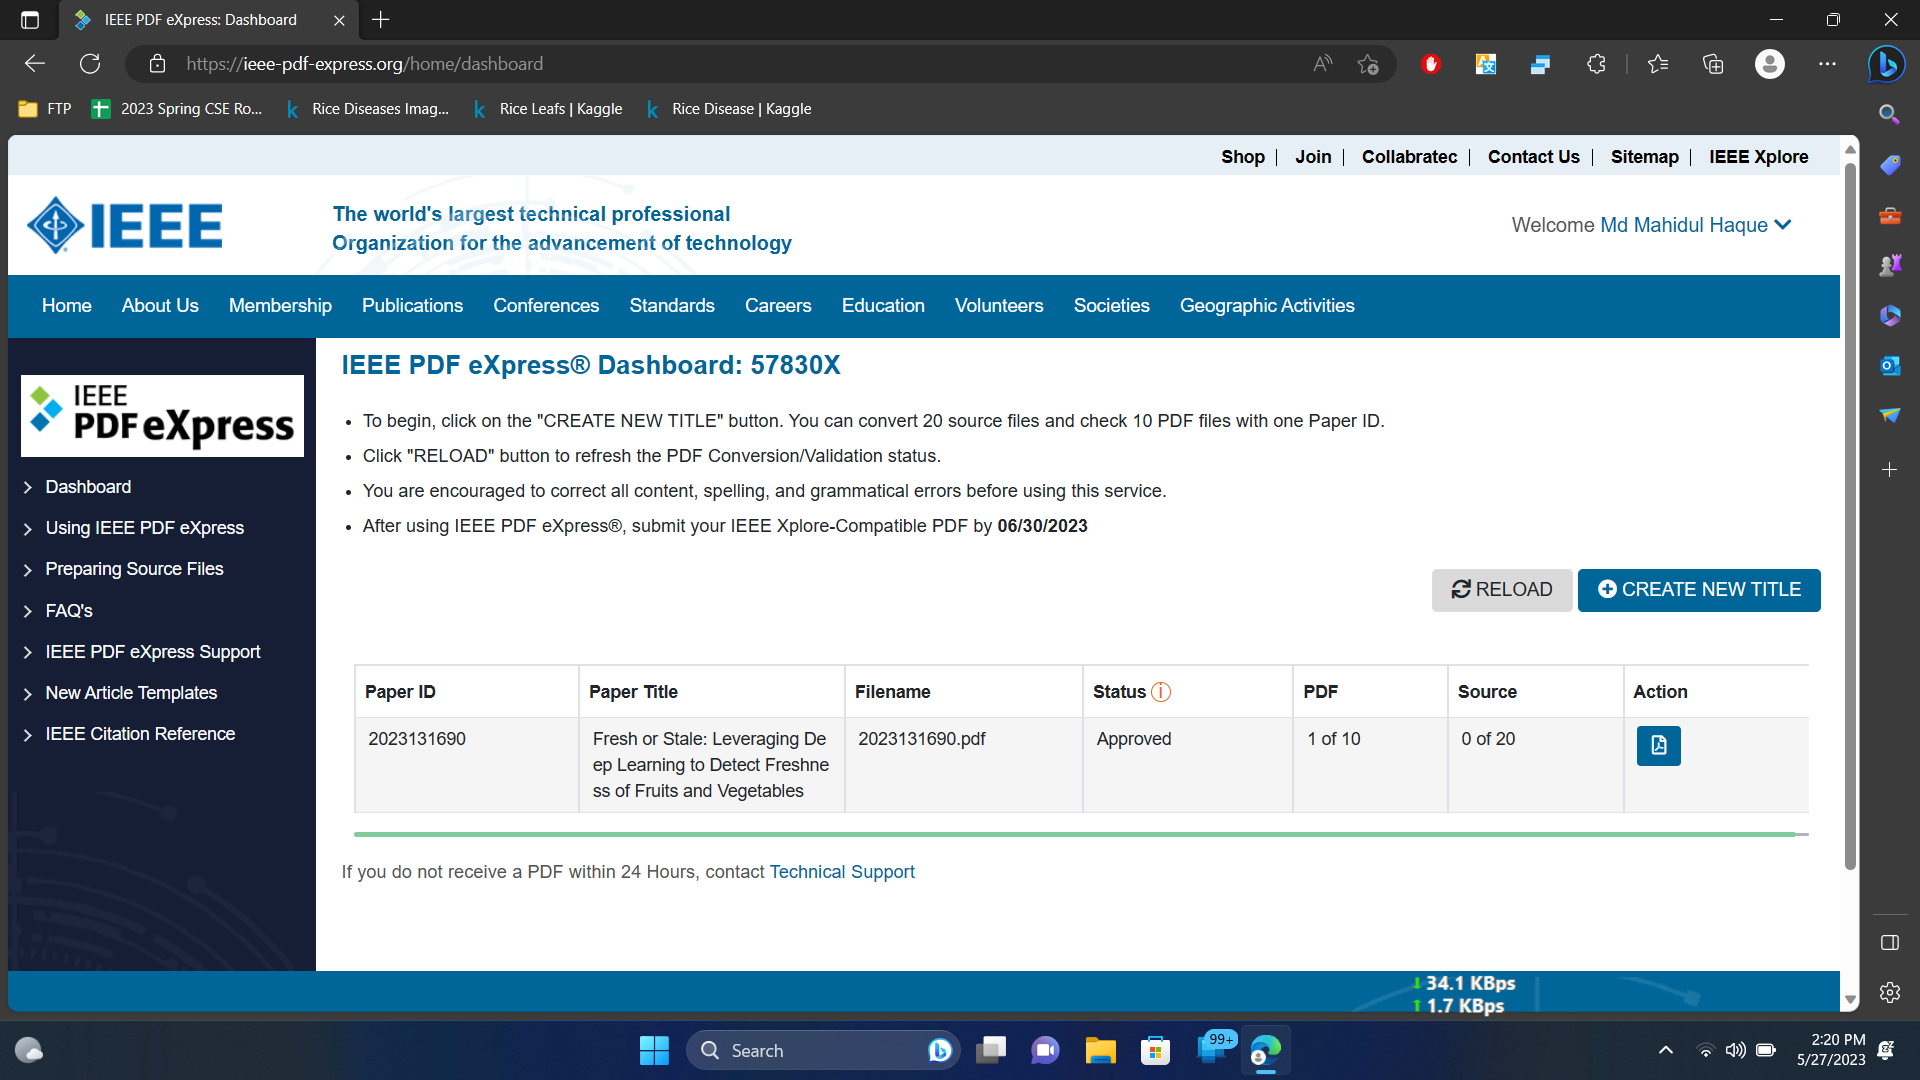 IEEE PDF eXpress: Dashboard
https://ieee-pdf-express.org/home/dashboard
FTP
2023 Spring CSE Ro...
Rice Diseases Imag...
Rice Leafs | Kaggle
Rice Disease | Kaggle
Shop | Join | Collabratec | Contact Us | Sitemap | IEEE Xplore
IEEE
The world's largest technical professional
Organization for the advancement of technology
Welcome Md Mahidul Haque
Home About Us Membership Publications Conferences Standards Careers Education Volunteers Societies Geographic Activities
IEEE
PDF eXpress
Dashboard
Using IEEE PDF eXpress
Preparing Source Files
FAQ's
IEEE PDF eXpress Support
New Article Templates
IEEE Citation Reference
IEEE PDF eXpress® Dashboard: 57830X
• To begin, click on the "CREATE NEW TITLE" button. You can convert 20 source files and check 10 PDF files with one Paper ID.
• Click "RELOAD" button to refresh the PDF Conversion/Validation status.
• You are encouraged to correct all content, spelling, and grammatical errors before using this service.
• After using IEEE PDF eXpress®, submit your IEEE Xplore-Compatible PDF by 06/30/2023
RELOAD
CREATE NEW TITLE
Paper ID Paper Title Filename Status PDF Source Action
2023131690 Fresh or Stale: Leveraging De 2023131690.pdf Approved 1 of 10 0 of 20
ep Learning to Detect Freshne
ss of Fruits and Vegetables
If you do not receive a PDF within 24 Hours, contact Technical Support
34.1 KBps
1.7 KBps
Search
99+
2:20 PM
5/27/2023